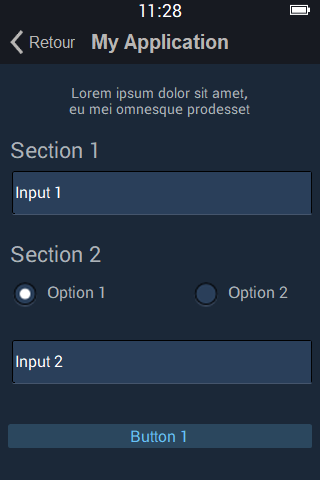 11:28
Retour My Application
Lorem ipsum dolor sit amet,
eu mei omnesque prodesset
Section 1
Input 1
Section 2
Option 1 Option 2
Input 2
Button 1